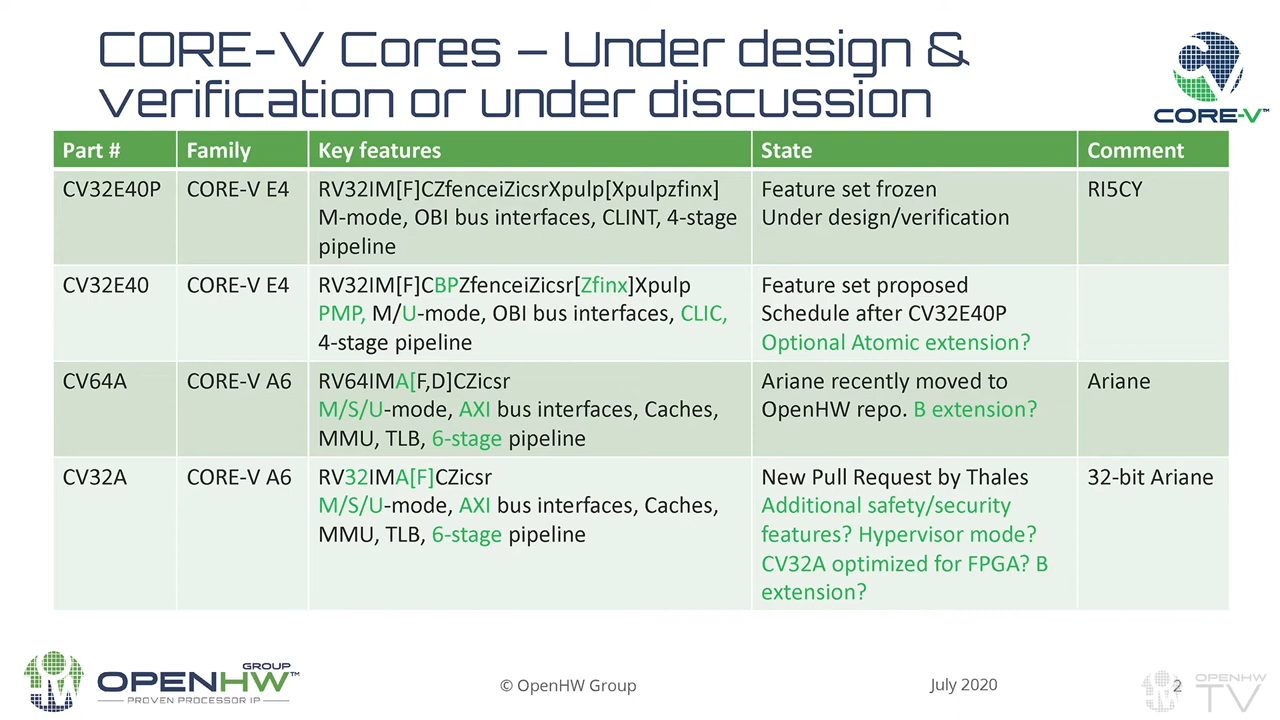 CORE-V Cores – Under design &
verification or under discussion
CORE-V™
Part #
Family
Key features
State
Comment
CV32E40P
CORE-V E4
RV32IM[F]CZfenceiZicsrXpulp[Xpulpzfinx]
M-mode, OBI bus interfaces, CLINT, 4-stage
pipeline
Feature set frozen
Under design/verification
RI5CY
CV32E40
CORE-V E4
RV32IM[F]CBPZfenceiZicsr[Zfinx]Xpulp
PMP, M/U-mode, OBI bus interfaces, CLIC,
4-stage pipeline
Feature set proposed
Schedule after CV32E40P
Optional Atomic extension?
CV64A
CORE-V A6
RV64IMA[F,D]CZicsr
M/S/U-mode, AXI bus interfaces, Caches,
MMU, TLB, 6-stage pipeline
Ariane recently moved to
OpenHW repo. B extension?
Ariane
CV32A
CORE-V A6
RV32IMA[F]CZicsr
M/S/U-mode, AXI bus interfaces, Caches,
MMU, TLB, 6-stage pipeline
New Pull Request by Thales
Additional safety/security
features? Hypervisor mode?
CV32A optimized for FPGA? B
extension?
32-bit Ariane
GROUP
OPENHW™
PROVEN PROCESSOR IP
© OpenHW Group
July 2020
2
OPENHW
TV